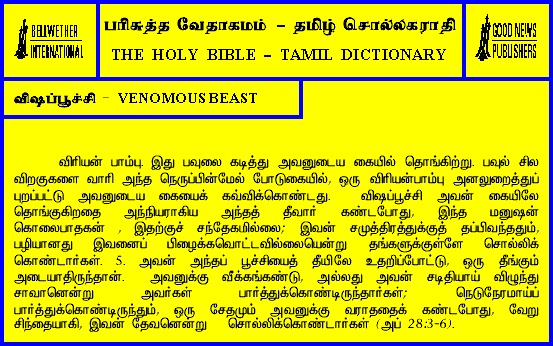 BELLWETHER
INTERNATIONAL
பரிசுத்த வேதாகமம் – தமிழ் சொல்லகராதி
THE HOLY BIBLE – TAMIL DICTIONARY
GOOD NEWS
PUBLISHERS
விஷப்பூச்சி – VENOMOUS BEAST
விரியன் பாம்பு. இது பவுலை கடித்து அவனுடைய கையில் தொங்கிற்று. பவுல் சில
விறகுகளை வாரி அந்த நெருப்பின்மேல் போடுகையில், ஒரு விரியன்பாம்பு அனலுறைத்துப்
புறப்பட்டு அவனுடைய கையைக் கவ்விக்கொண்டது. விஷப்பூச்சி அவன் கையிலே
தொங்குகிறதை அந்நியராகிய அந்தத் தீவார் கண்டபோது, இந்த மனுஷன்
கொலைபாதகன் , இதற்குச் சந்தேகமில்லை; இவன் சமுத்திரத்துக்குத் தப்பிவந்ததும்,
பழியானது இவனைப் பிழைக்கவொட்டவில்லையென்று தங்களுக்குள்ளே சொல்லிக்
கொண்டார்கள். 5. அவன் அந்தப் பூச்சியைத் தீயிலே உதறிப்போட்டு, ஒரு தீங்கும்
அடையாதிருந்தான். அவனுக்கு வீக்கங்கண்டு, அல்லது அவன் சடிதியாய் விழுந்து
சாவானென்று அவர்கள் பார்த்துக்கொண்டிருந்தார்கள்; நெடுநேரமாய்ப்
பார்த்துக்கொண்டிருந்தும், ஒரு சேதமும் அவனுக்கு வராததைக் கண்டபோது, வேறு
சிந்தையாகி, இவன் தேவனென்று சொல்லிக்கொண்டார்கள் (அப் 28:3-6).